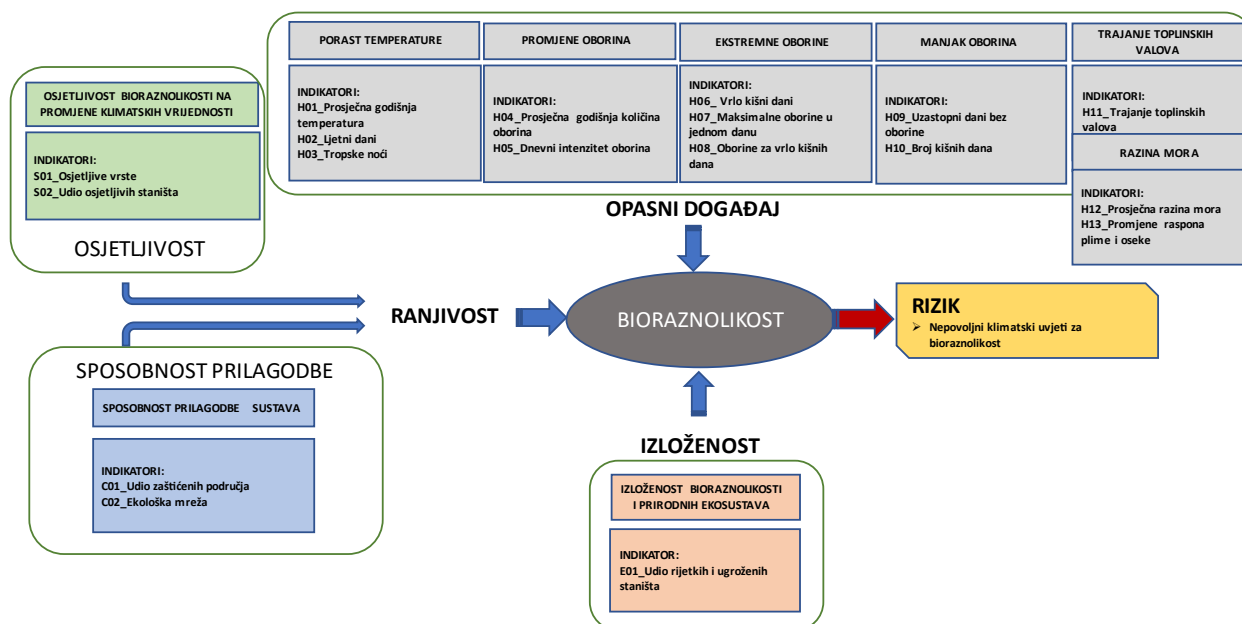 PORAST TEMPERATURE
INDIKATORI:
H01_Prosječna godišnja
temperatura
H02_Ljetni dani
H03_Tropske noći
PROMJENE OBORINA
INDIKATORI:
H04_Prosječna godišnja količina
oborina
H05_Dnevni intenzitet oborina
EKSTREMNE OBORINE
INDIKATORI:
H06_ Vrlo kišni dani
H07_Maksimalne oborine u
jednom danu
H08_Oborine za vrlo kišnih
dana
MANJAK OBORINA
INDIKATORI:
H09_Uzastopni dani bez
oborine
H10_Broj kišnih dana
TRAJANJE TOPLINSKIH
VALOVA
INDIKATORI:
H11_Trajanje toplinskih
valova
RAZINA MORA
INDIKATORI:
H12_Prosječna razina mora
H13_Promjene raspona
plime i oseke
OPASNI DOGAĐAJ
OSJETLJIVOST BIORAZNOLIKOSTI NA
PROMJENE KLIMATSKIH VRIJEDNOSTI
INDIKATORI:
S01_Osjetljive vrste
S02_Udio osjetljivih staništa
OSJETLJIVOST
RANJIVOST
BIORAZNOLIKOST
RIZIK
➢ Nepovoljni klimatski uvjeti za
bioraznolikost
SPOSOBNOST PRILAGODBE
SPOSOBNOST PRILAGODBE SUSTAVA
INDIKATORI:
C01_Udio zaštićenih područja
C02_Ekološka mreža
IZLOŽENOST
IZLOŽENOST BIORAZNOLIKOSTI
I PRIRODNIH EKOSUSTAVA
INDIKATOR:
E01_Udio rijetkih i ugroženih
staništa